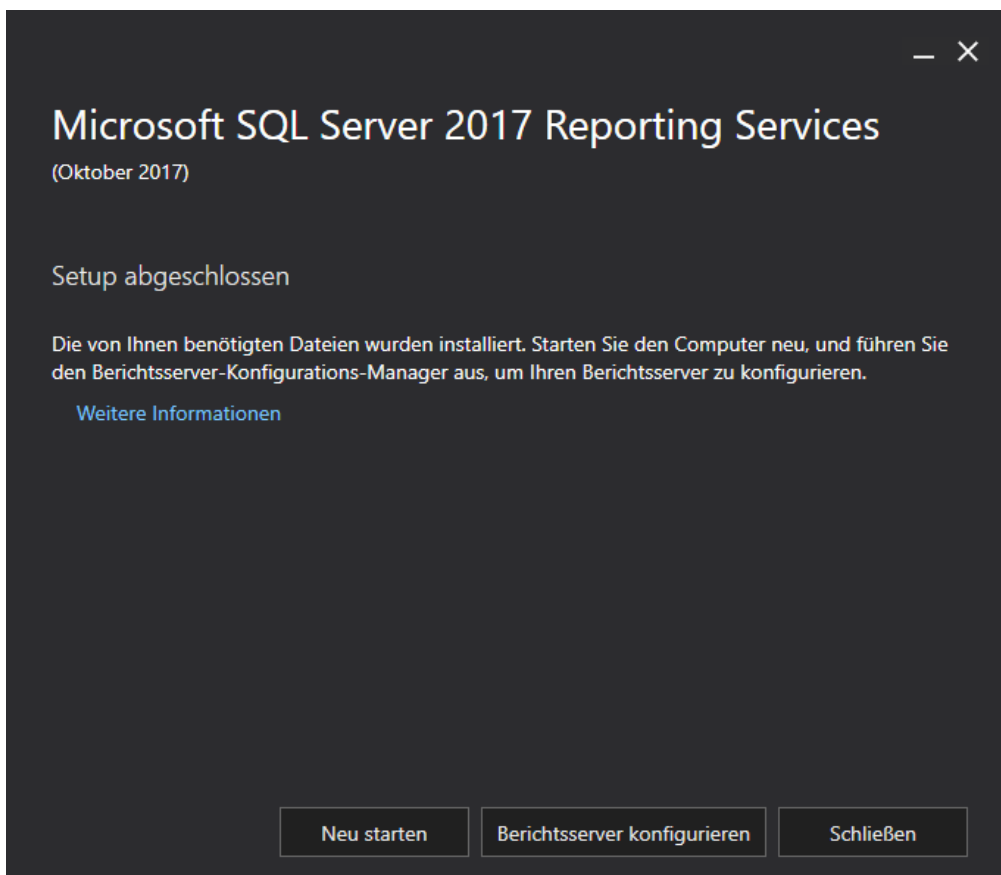 Microsoft SQL Server 2017 Reporting Services
(Oktober 2017)
Setup abgeschlossen
Die von Ihnen benötigten Dateien wurden installiert. Starten Sie den Computer neu, und führen Sie
den Berichtsserver-Konfigurations-Manager aus, um Ihren Berichtsserver zu konfigurieren.
Weitere Informationen
Neu starten
Berichtsserver konfigurieren
Schließen